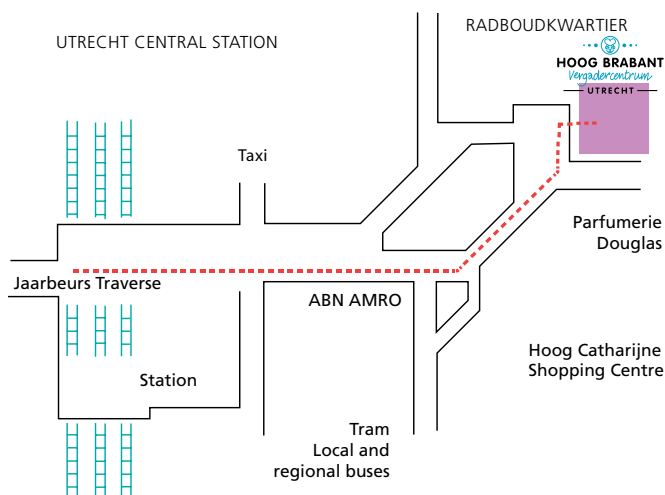 RADBOUDKWARTIER
UTRECHT CENTRAL STATION
HOOG BRABANT
Vergadercentrum
UTRECHT
Taxi
Parfumerie
Douglas
Jaarbeurs Traverse
ABN AMRO
Hoog Catharijne
Shopping Centre
Station
Tram
Local and
regional buses